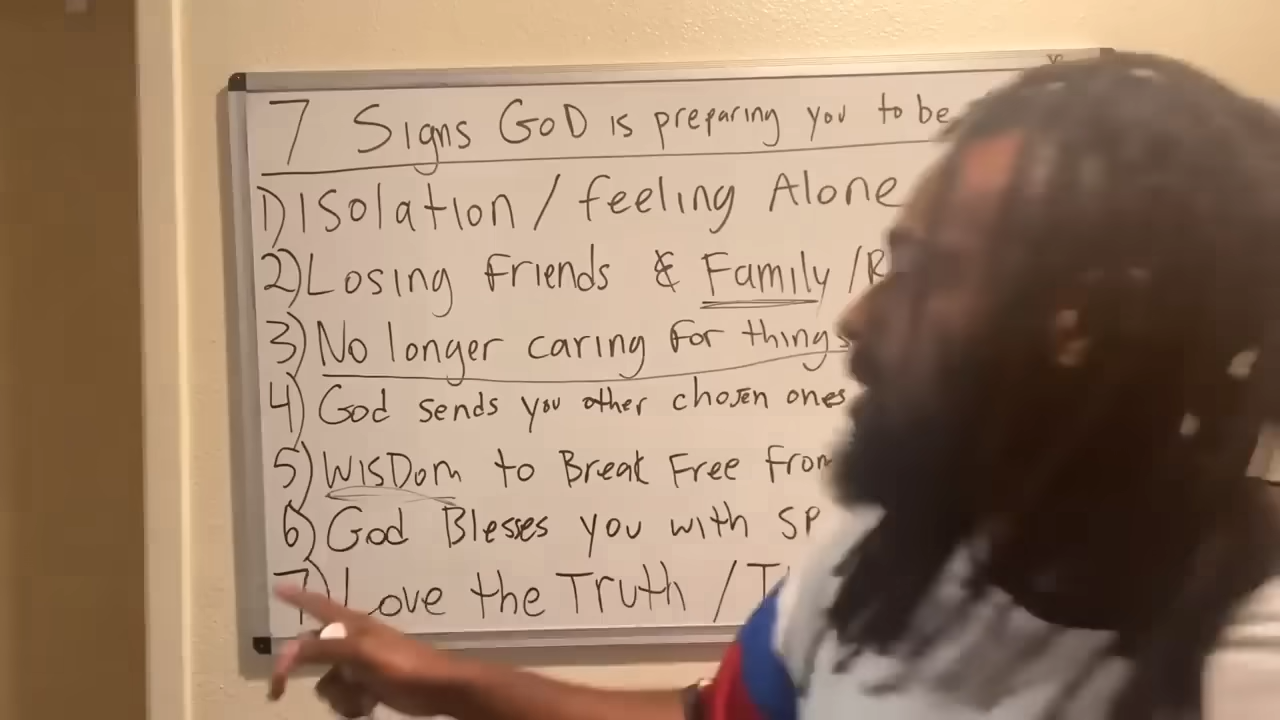 7 Signs GOD is preparing you to be
1) Isolation / feeling Alone
2) Losing Friends & Family / R
3) No longer caring for things
4) God sends you other chosen ones
5) WISDom to Break Free From
6) God Blesses you with SP
7) Love the Truth / T